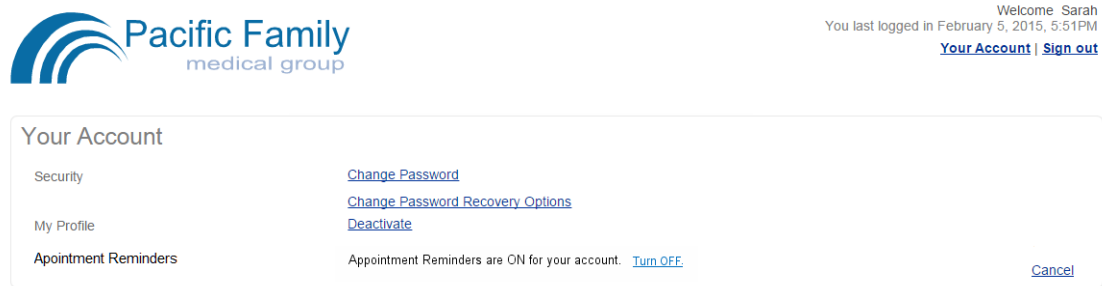 Pacific Family
medical group
Welcome Sarah
You last logged in February 5, 2015, 5:51PM
Your Account | Sign out
Your Account
Security Change Password
Change Password Recovery Options
My Profile Deactivate
Apointment Reminders Appointment Reminders are ON for your account. Turn OFF.
Cancel